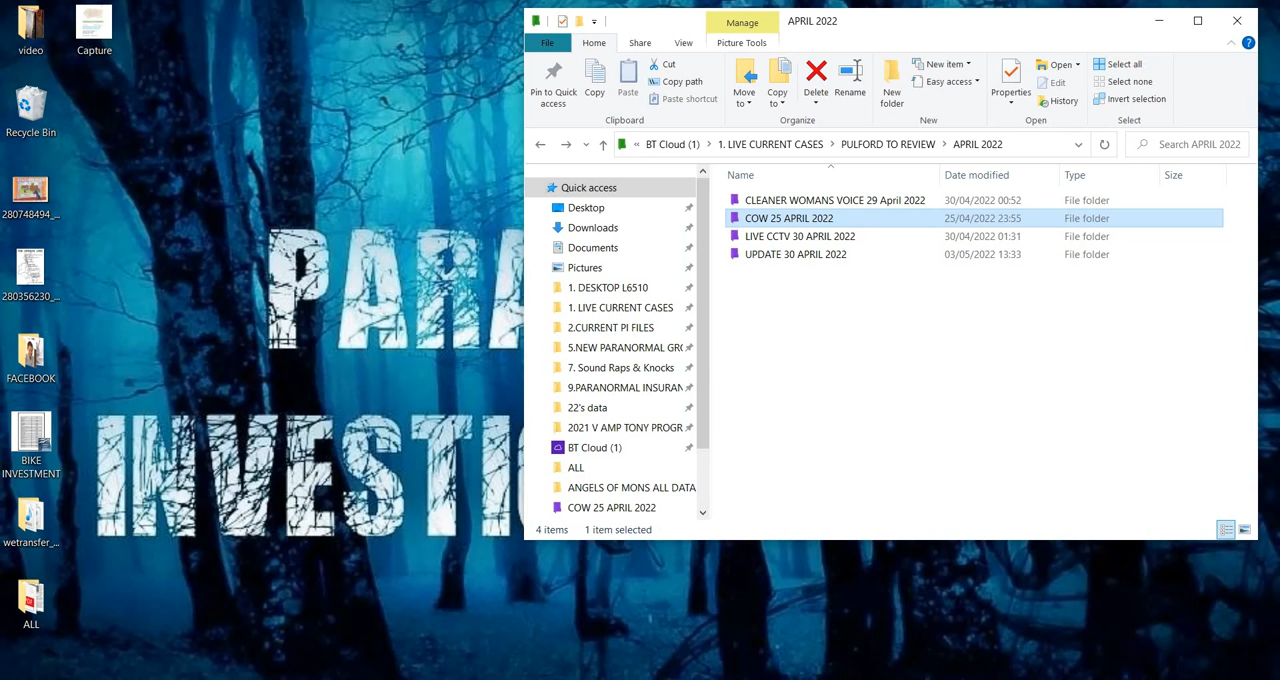 video
Capture
Recycle Bin
280748494_...
280356230_...
FACEBOOK
BIKE
INVESTMENT
wetransfer_...
ALL
PARA
INVESTI
Manage
APRIL 2022
File
Home
Share
View
Picture Tools
Pin to Quick
access
Copy
Paste
Cut
Copy path
Paste shortcut
Clipboard
Move
to
Copy
to
Delete
Rename
Organize
New
folder
New item
Easy access
New
Properties
Open
Edit
History
Open
Select all
Select none
Invert selection
Select
« BT Cloud (1) > 1. LIVE CURRENT CASES > PULFORD TO REVIEW > APRIL 2022
Search APRIL 2022
Quick access
Desktop
Downloads
Documents
Pictures
1. DESKTOP L6510
1. LIVE CURRENT CASES
2.CURRENT PI FILES
5.NEW PARANORMAL GRO
7. Sound Raps & Knocks
9.PARANORMAL INSURAN
22's data
2021 V AMP TONY PROGR
BT Cloud (1)
ALL
ANGELS OF MONS ALL DATA
COW 25 APRIL 2022
Name Date modified Type Size
CLEANER WOMANS VOICE 29 April 2022 30/04/2022 00:52 File folder
COW 25 APRIL 2022 25/04/2022 23:55 File folder
LIVE CCTV 30 APRIL 2022 30/04/2022 01:31 File folder
UPDATE 30 APRIL 2022 03/05/2022 13:33 File folder
4 items 1 item selected